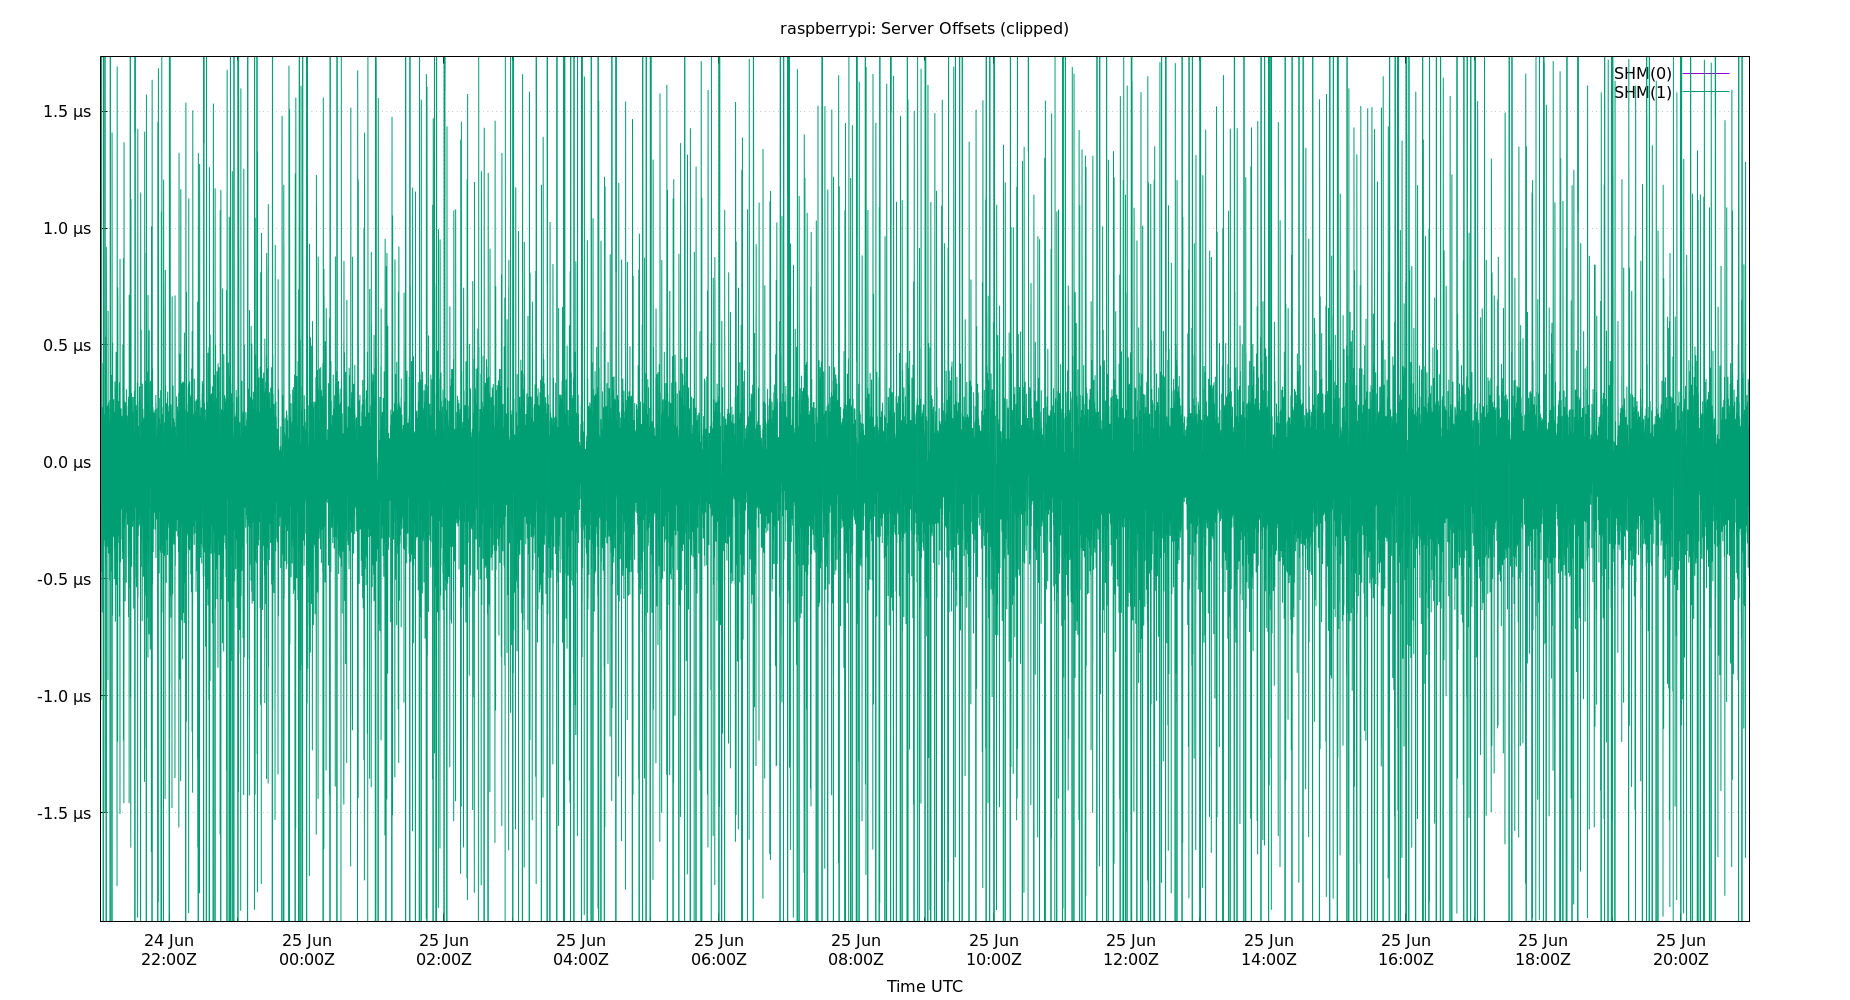 raspberrypi: Server Offsets (clipped)
SHM(0)
SHM(1)
1.5 µs
1.0 µs
0.5 µs
0.0 µs
-0.5 µs
-1.0 µs
-1.5 µs
24 Jun 25 Jun 25 Jun 25 Jun 25 Jun 25 Jun 25 Jun 25 Jun 25 Jun 25 Jun 25 Jun 25 Jun
22:00Z 00:00Z 02:00Z 04:00Z 06:00Z 08:00Z 10:00Z 12:00Z 14:00Z 16:00Z 18:00Z 20:00Z
Time UTC